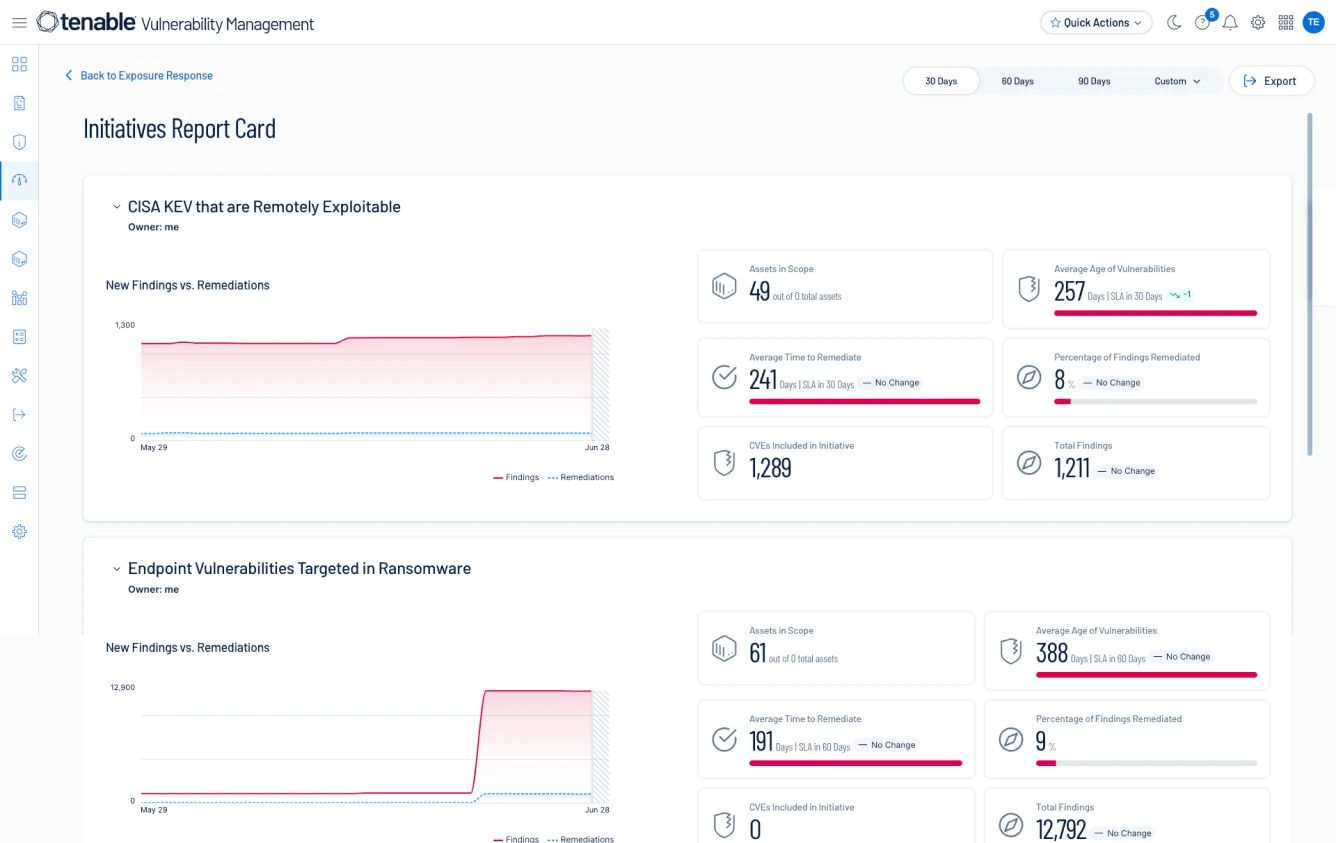 tenable Vulnerability Management
Quick Actions
5
TE
Back to Exposure Response
30 Days
60 Days
90 Days
Custom
Export
Initiatives Report Card
CISA KEV that are Remotely Exploitable
Owner: me
New Findings vs. Remediations
1,300
0
May 29
Jun 28
Findings
Remediations
Assets in Scope
49 out of 0 total assets
Average Age of Vulnerabilities
257 Days | SLA in 30 Days -1
Average Time to Remediate
241 Days | SLA in 30 Days — No Change
Percentage of Findings Remediated
8 % — No Change
CVEs Included in Initiative
1,289
Total Findings
1,211 — No Change
Endpoint Vulnerabilities Targeted in Ransomware
Owner: me
New Findings vs. Remediations
12,900
0
May 29
Jun 28
Findings
Remediations
Assets in Scope
61 out of 0 total assets
Average Age of Vulnerabilities
388 Days | SLA in 60 Days — No Change
Average Time to Remediate
191 Days | SLA in 60 Days — No Change
Percentage of Findings Remediated
9 %
CVEs Included in Initiative
0
Total Findings
12,792 — No Change